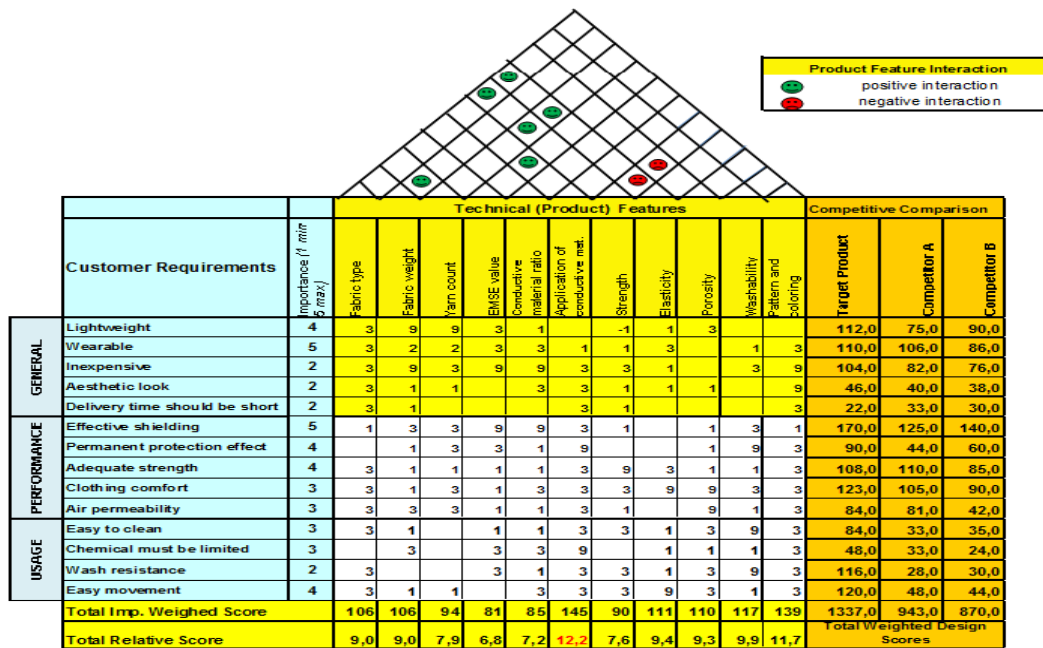 Product Feature Interaction
positive interaction
negative interaction
Technical (Product) Features
Competitive Comparison
Customer Requirements
Importance (1 min
5 max)
Fabric type
Fabric weight
Yarn count
EMSE value
Conductive
material ratio
Application of
conductive mat.
Strength
Elasticity
Porosity
Washability
Pattern and
coloring
Target Product
Competitor A
Competitor B
GENERAL
Lightweight 4 3 9 9 3 1 -1 1 3 112,0 75,0 90,0
Wearable 5 3 2 2 3 3 1 1 3 1 3 110,0 106,0 86,0
Inexpensive 2 3 9 3 9 9 3 3 1 3 9 104,0 82,0 76,0
Aesthetic look 2 3 1 1 3 3 1 1 1 9 46,0 40,0 38,0
Delivery time should be short 2 3 1 3 1 3 22,0 33,0 30,0
PERFORMANCE
Effective shielding 5 1 3 3 9 9 3 1 1 3 1 170,0 125,0 140,0
Permanent protection effect 4 1 3 3 1 9 1 9 3 90,0 44,0 60,0
Adequate strength 4 3 1 1 1 1 3 9 3 1 1 3 108,0 110,0 85,0
Clothing comfort 3 3 1 3 1 3 3 3 9 9 3 3 123,0 105,0 90,0
Air permeability 3 3 3 3 1 1 3 1 9 1 3 84,0 81,0 42,0
USAGE
Easy to clean 3 3 1 1 1 3 3 1 3 9 3 84,0 33,0 35,0
Chemical must be limited 3 3 3 3 9 1 1 1 3 48,0 33,0 24,0
Wash resistance 2 3 3 1 3 3 1 3 9 3 116,0 28,0 30,0
Easy movement 4 3 1 1 3 3 3 9 3 1 3 120,0 48,0 44,0
Total Imp. Weighed Score 106 106 94 81 85 145 90 111 110 117 139 1337,0 943,0 870,0
Total Relative Score 9,0 9,0 7,9 6,8 7,2 12,2 7,6 9,4 9,3 9,9 11,7
Total Weighted Design
Scores